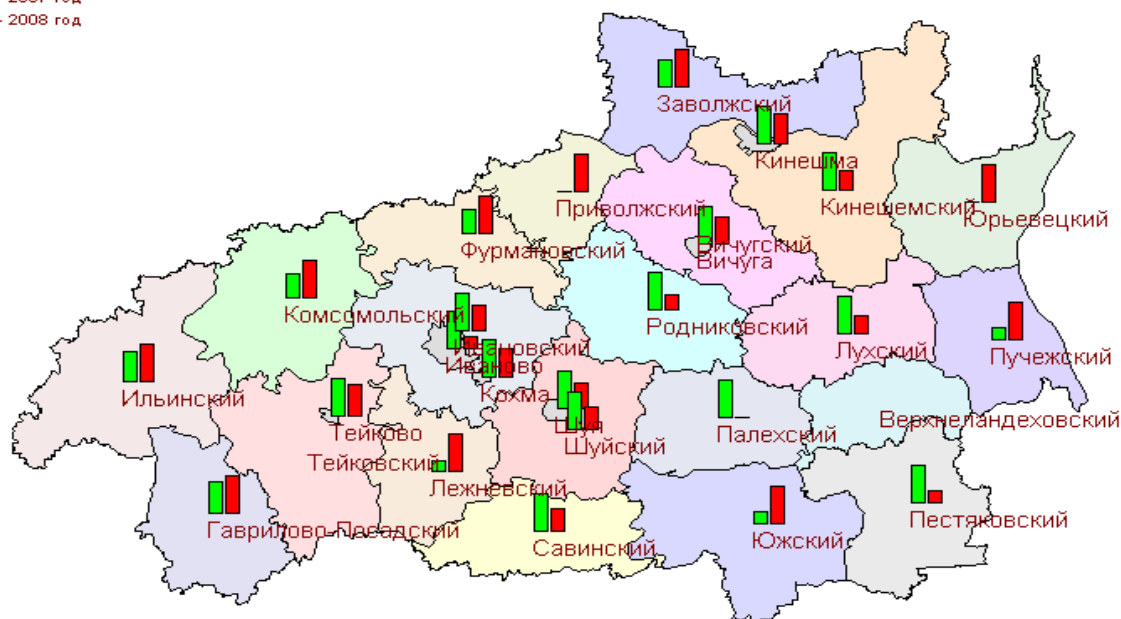 - 2008 год
Заволжский
Кинешма
Кинешемский
Юрьевецкий
Приволжский
Фурмановский
Вичугский
Вичуга
Комсомольский
Родниковский
Лухский
Пучежский
Ивановский
Иваново
Кохма
Ильинский
Тейково
Шуя
Шуйский
Палехский
Верхнеландеховский
Тейковский
Лежневский
Гаврилово-Посадский
Савинский
Южский
Пестяковский